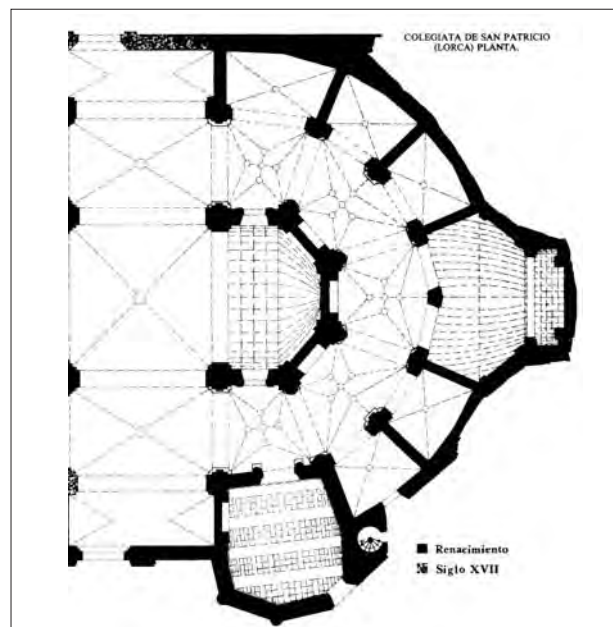 COLEGIATA DE SAN PATRICIO
(LORCA) PLANTA.
Renacimiento
Siglo XVII